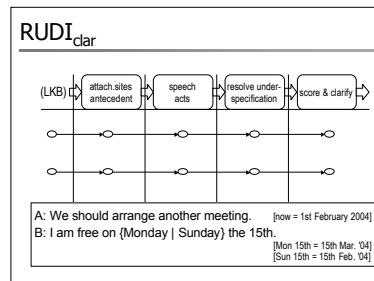 RUDIclar
(LKB)
attach.sites
antecedent
speech
acts
resolve under-
specification
score & clarify
A: We should arrange another meeting. [now = 1st February 2004]
B: I am free on {Monday | Sunday} the 15th.
[Mon 15th = 15th Mar. '04]
[Sun 15th = 15th Feb. '04]